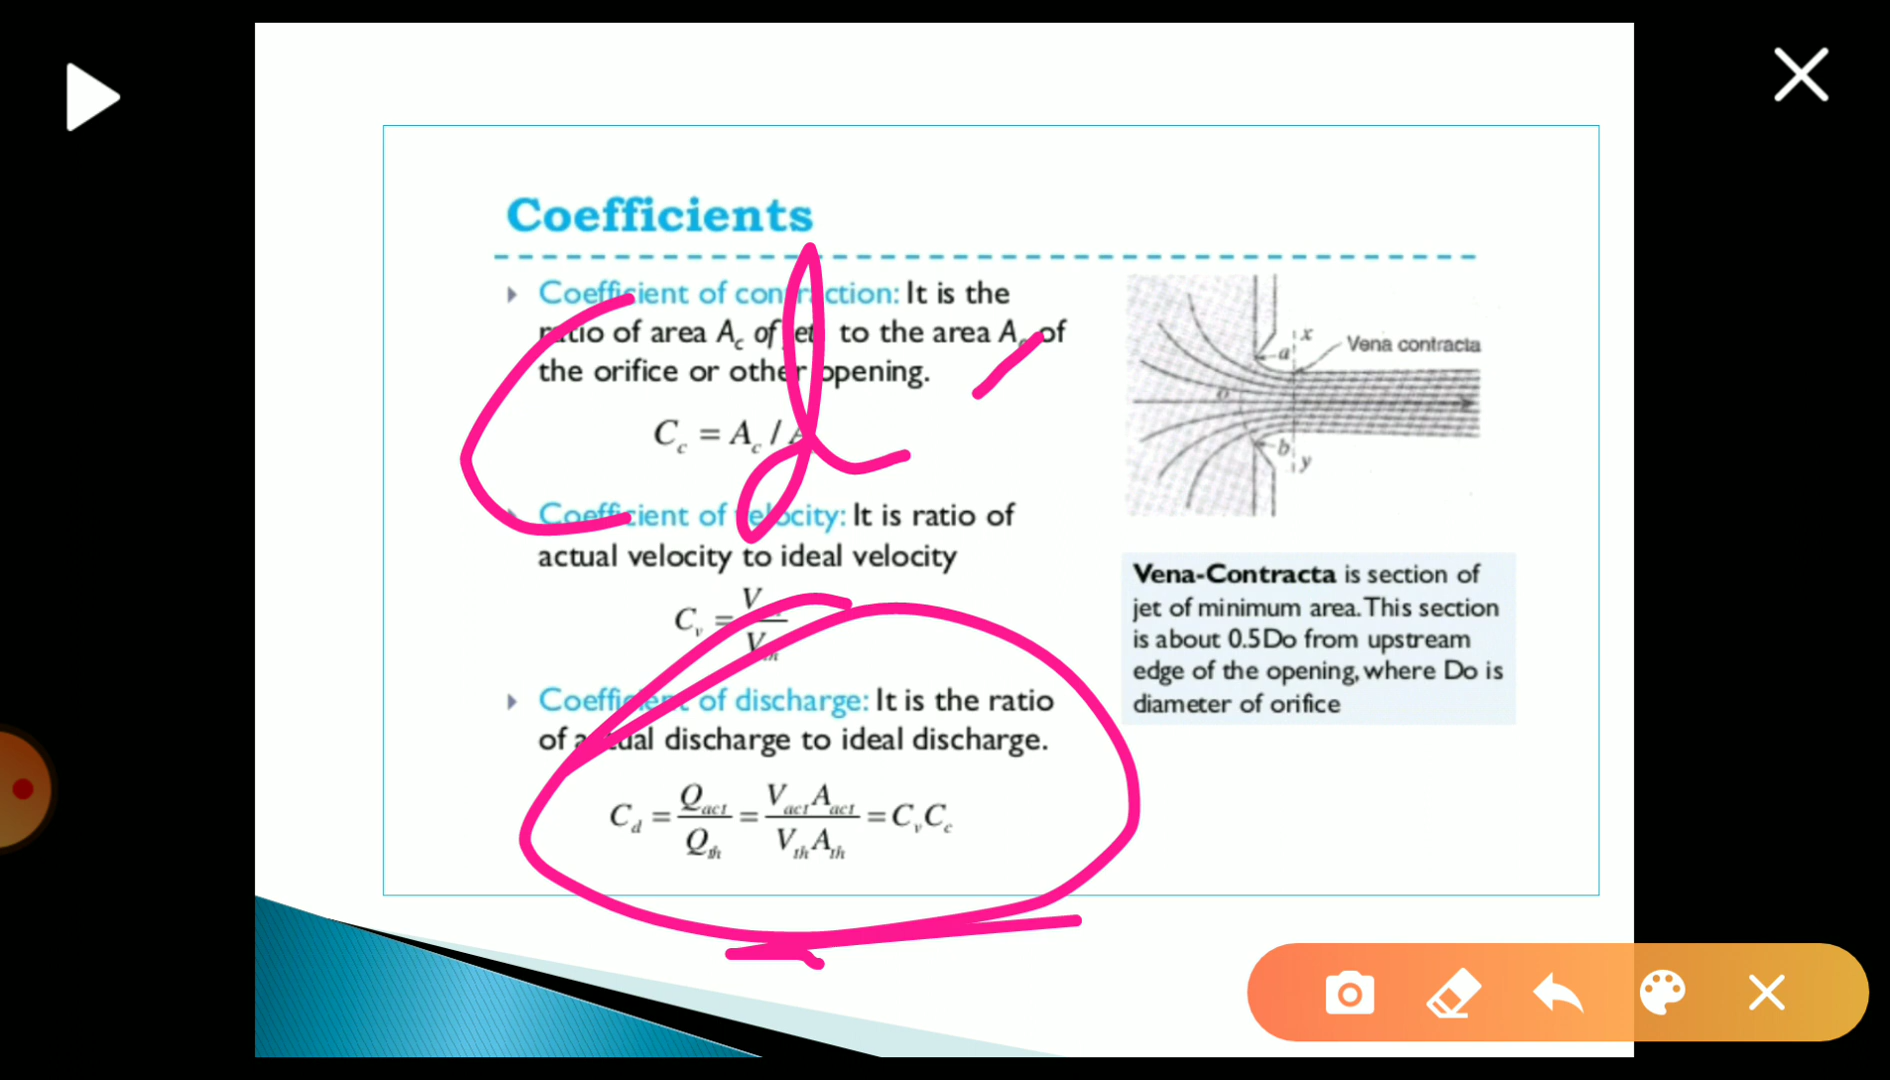 Coefficients
Coefficient of contraction: It is the
ratio of area Ac of jet to the area Ao of
the orifice or other opening.
Cc = Ac / A
Coefficient of velocity: It is ratio of
actual velocity to ideal velocity
Cv = V / Vth
Coefficient of discharge: It is the ratio
of actual discharge to ideal discharge.
Cd = Qact / Qth = Vact Aact / Vth Ath = CvCc
x
a
Vena contracta
o
b
y
Vena-Contracta is section of
jet of minimum area. This section
is about 0.5Do from upstream
edge of the opening, where Do is
diameter of orifice